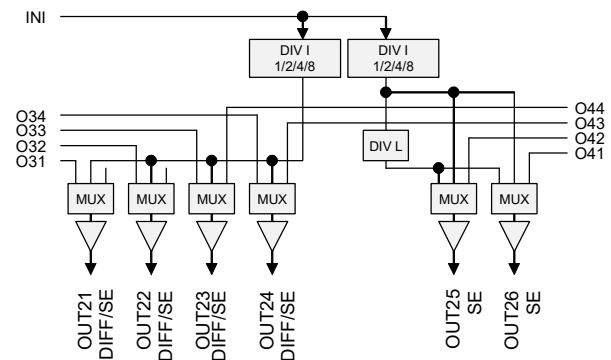 INI
DIV I
1/2/4/8
DIV I
1/2/4/8
O34
O33
O32
O31
O44
O43
O42
O41
DIV L
MUX
MUX
MUX
MUX
MUX
MUX
OUT21
DIFF/SE
OUT22
DIFF/SE
OUT23
DIFF/SE
OUT24
DIFF/SE
OUT25
SE
OUT26
SE